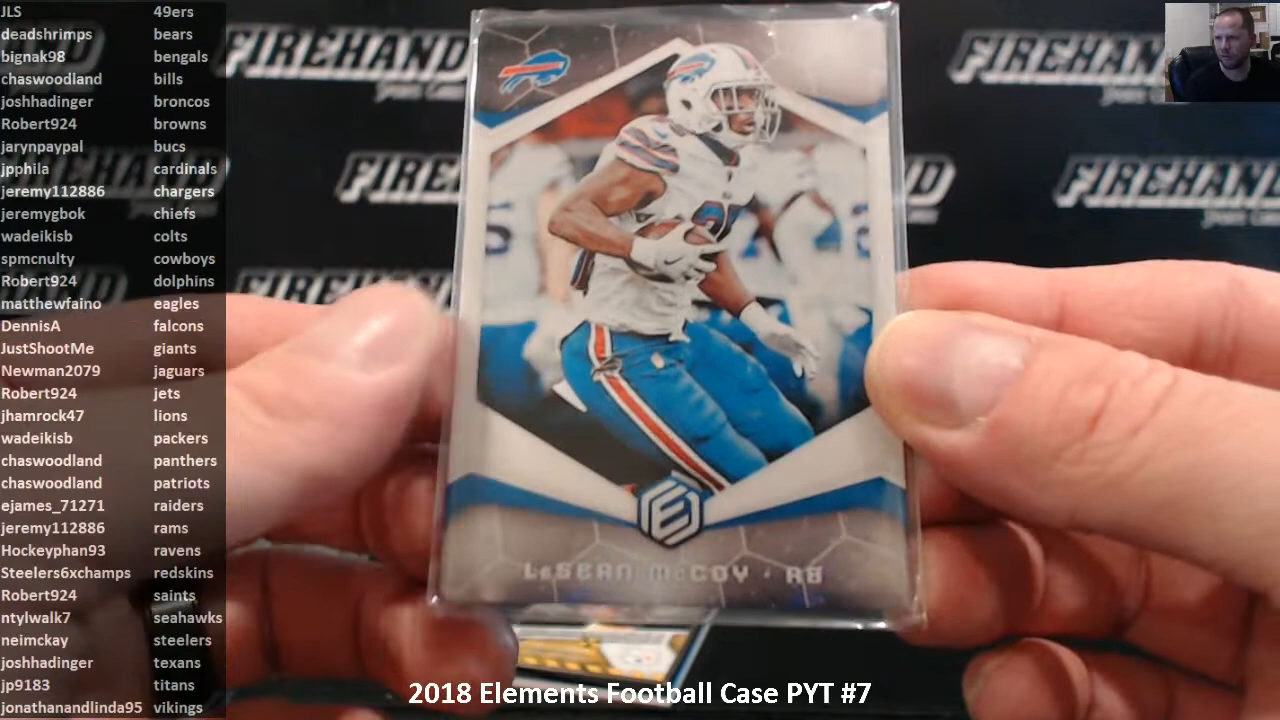 JLS 49ers
deadshrimps bears
bignak98 bengals
chaswoodland bills
joshhadinger broncos
Robert924 browns
jarynpaypal bucs
jpphila cardinals
jeremy112886 chargers
jeremygbok chiefs
wadeikisb colts
spmcnulty cowboys
Robert924 dolphins
matthewfaino eagles
DennisA falcons
JustShootMe giants
Newman2079 jaguars
Robert924 jets
jhamrock47 lions
wadeikisb packers
chaswoodland panthers
chaswoodland patriots
ejames_71271 raiders
jeremy112886 rams
Hockeyphan93 ravens
Steelers6xchamps redskins
Robert924 saints
ntylwalk7 seahawks
neimckay steelers
joshhadinger texans
jp9183 titans
jonathanandlinda95 vikings
FIREHAND
FIREHAND
FIREHAND
FIREHAND
FIREHAND
E
LeSEAN McCOY · RB
2018 Elements Football Case PYT #7